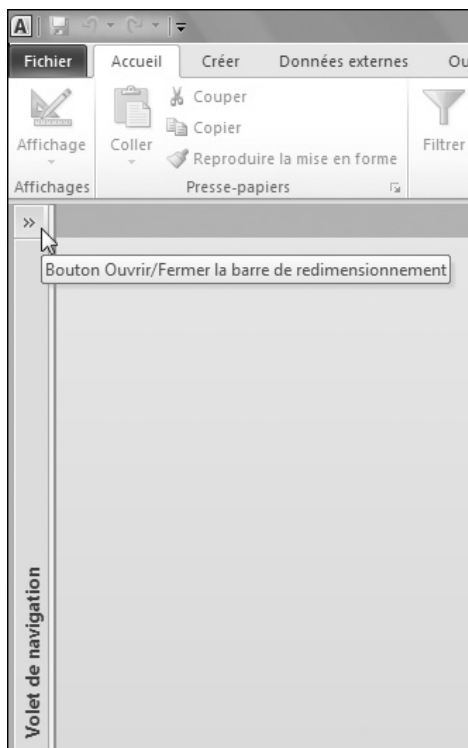 A
Fichier Accueil Créer Données externes Ou
Couper
Copier
Reproduire la mise en forme
Affichage Coller Filtrer
Affichages Presse-papiers
»
Bouton Ouvrir/Fermer la barre de redimensionnement
Volet de navigation